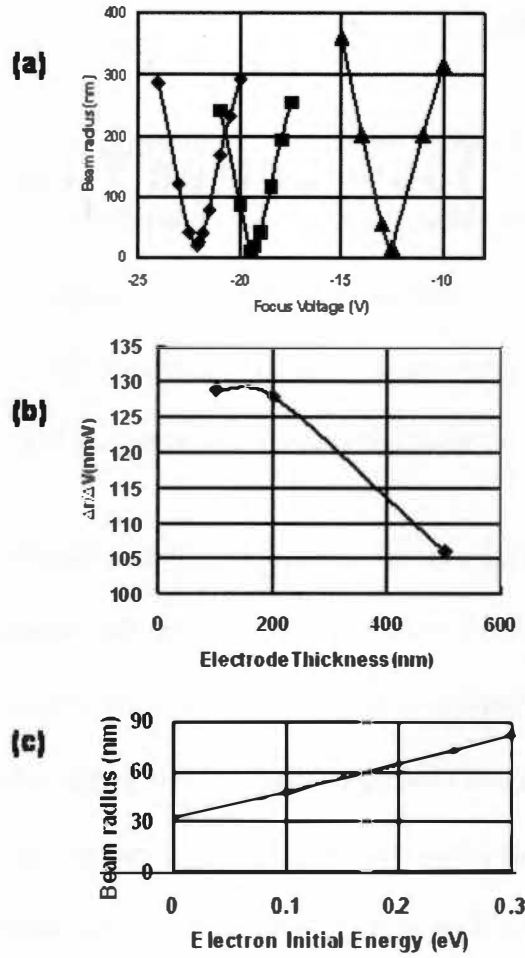 (a)
Beam radius (nm)
400
300
200
100
0
-25 -20 -15 -10
Focus Voltage (V)
(b)
Δr/ΔV(nm/V)
135
130
125
120
115
110
105
100
0 200 400 600
Electrode Thickness (nm)
(c)
Beam radius (nm)
90
60
30
0
0 0.1 0.2 0.3
Electron Initial Energy (eV)